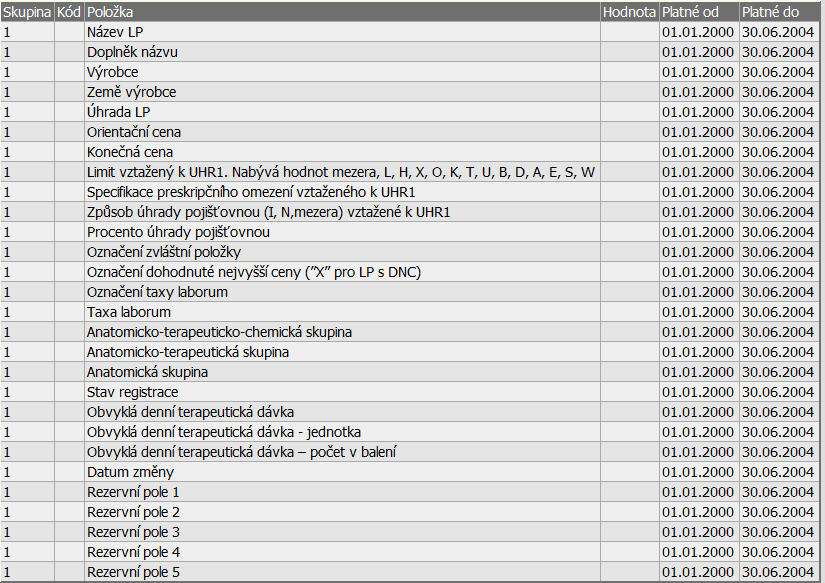 Skupina Kód Položka Hodnota Platné od Platné do
1 Název LP 01.01.2000 30.06.2004
1 Doplněk názvu 01.01.2000 30.06.2004
1 Výrobce 01.01.2000 30.06.2004
1 Země výrobce 01.01.2000 30.06.2004
1 Úhrada LP 01.01.2000 30.06.2004
1 Orientační cena 01.01.2000 30.06.2004
1 Konečná cena 01.01.2000 30.06.2004
1 Limit vztažený k UHR1. Nabývá hodnot mezera, L, H, X, O, K, T, U, B, D, A, E, S, W 01.01.2000 30.06.2004
1 Specifikace preskripčního omezení vztaženého k UHR1 01.01.2000 30.06.2004
1 Způsob úhrady pojišťovnou (I, N,mezera) vztažené k UHR1 01.01.2000 30.06.2004
1 Procento úhrady pojišťovnou 01.01.2000 30.06.2004
1 Označení zvláštní položky 01.01.2000 30.06.2004
1 Označení dohodnuté nejvyšší ceny (”X” pro LP s DNC) 01.01.2000 30.06.2004
1 Označení taxy laborum 01.01.2000 30.06.2004
1 Taxa laborum 01.01.2000 30.06.2004
1 Anatomicko-terapeuticko-chemická skupina 01.01.2000 30.06.2004
1 Anatomicko-terapeutická skupina 01.01.2000 30.06.2004
1 Anatomická skupina 01.01.2000 30.06.2004
1 Stav registrace 01.01.2000 30.06.2004
1 Obvyklá denní terapeutická dávka 01.01.2000 30.06.2004
1 Obvyklá denní terapeutická dávka - jednotka 01.01.2000 30.06.2004
1 Obvyklá denní terapeutická dávka – počet v balení 01.01.2000 30.06.2004
1 Datum změny 01.01.2000 30.06.2004
1 Rezervní pole 1 01.01.2000 30.06.2004
1 Rezervní pole 2 01.01.2000 30.06.2004
1 Rezervní pole 3 01.01.2000 30.06.2004
1 Rezervní pole 4 01.01.2000 30.06.2004
1 Rezervní pole 5 01.01.2000 30.06.2004